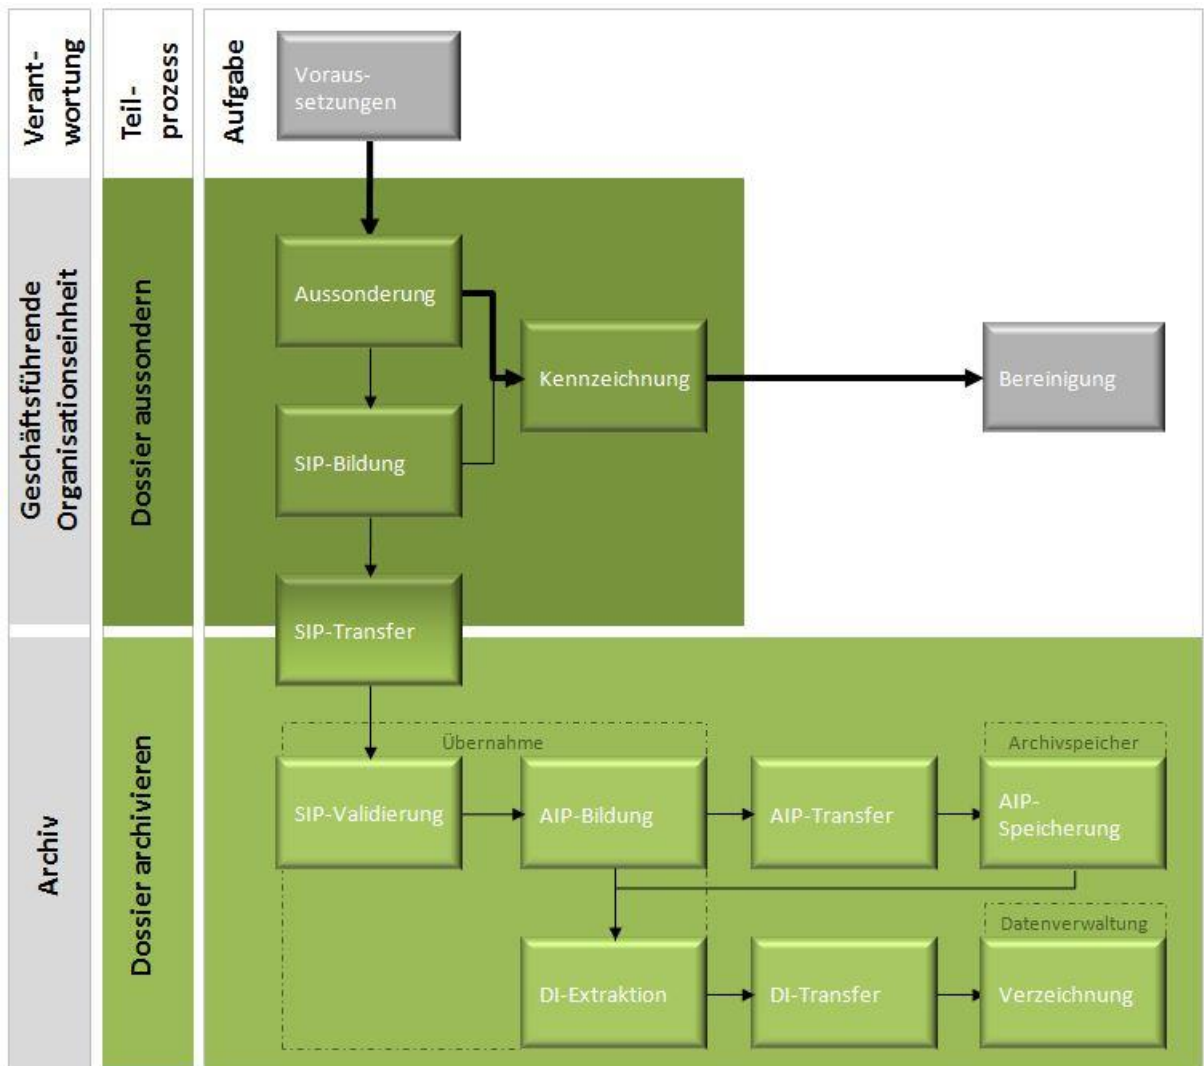 Verant-
wortung
Teil-
prozess
Aufgabe
Voraus-
setzungen
Geschäftsführende
Organisationseinheit
Dossier aussondern
Aussonderung
Kennzeichnung
Bereinigung
SIP-Bildung
SIP-Transfer
Archiv
Dossier archivieren
Übernahme
Archivspeicher
SIP-Validierung
AIP-Bildung
AIP-Transfer
AIP-
Speicherung
Datenverwaltung
DI-Extraktion
DI-Transfer
Verzeichnung